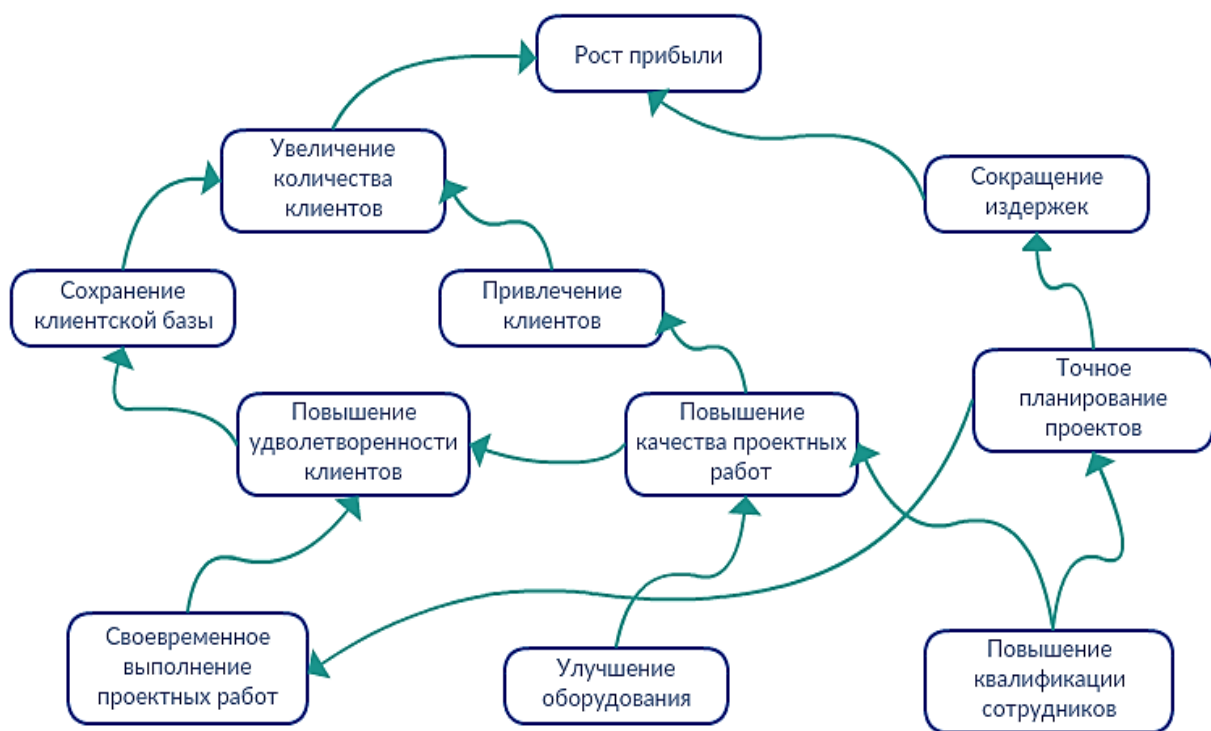 Рост прибыли
Увеличение
количества
клиентов
Сокращение
издержек
Сохранение
клиентской базы
Привлечение
клиентов
Точное
планирование
проектов
Повышение
удволетворенности
клиентов
Повышение
качества проектных
работ
Своевременное
выполнение
проектных работ
Улучшение
оборудования
Повышение
квалификации
сотрудников